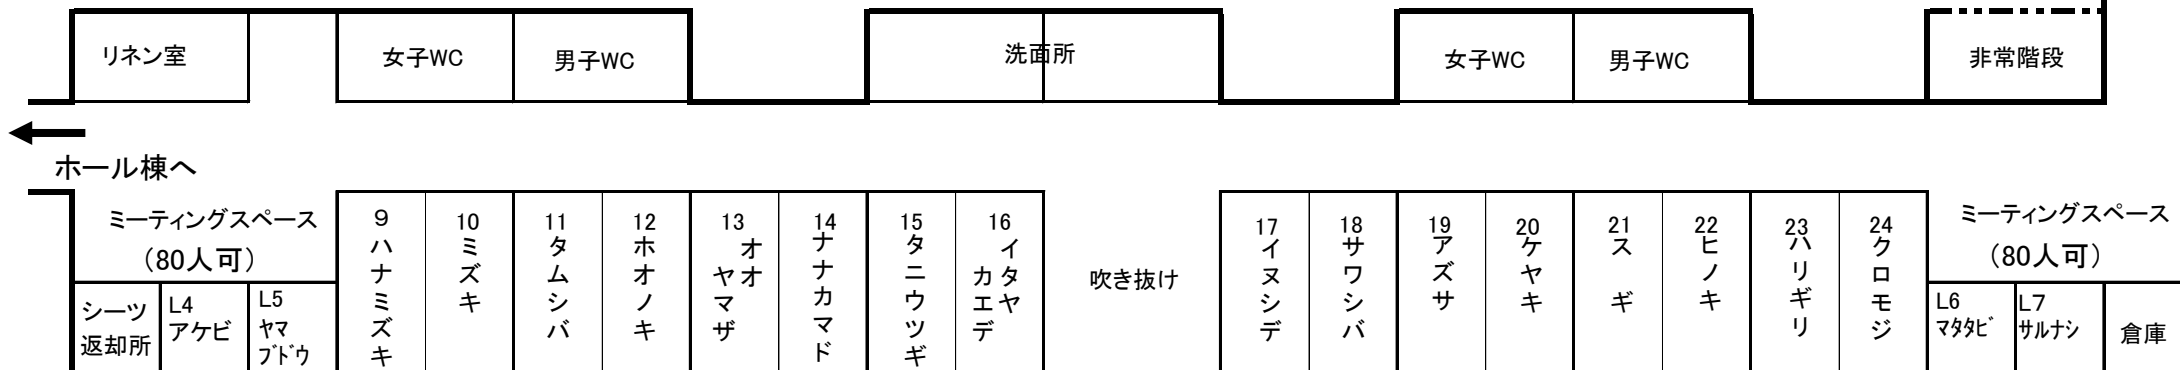 リネン室
女子WC
男子WC
洗面所
女子WC
男子WC
非常階段
ホール棟へ
ミーティングスペース
（80人可）
シーツ
返却所
L4
アケビ
L5
ヤマ
ブドウ
9
ハナミズキ
10
ミズキ
11
タムシバ
12
ホオノキ
13
オオ
ヤマザ
14
ナナカマド
15
タニウツギ
16
イタヤ
カエデ
吹き抜け
17
イヌシデ
18
サワシバ
19
アズサ
20
ケヤキ
21
スギ
22
ヒノキ
23
ハリギリ
24
クロモジ
ミーティングスペース
（80人可）
L6
マタタビ
L7
サルナシ
倉庫